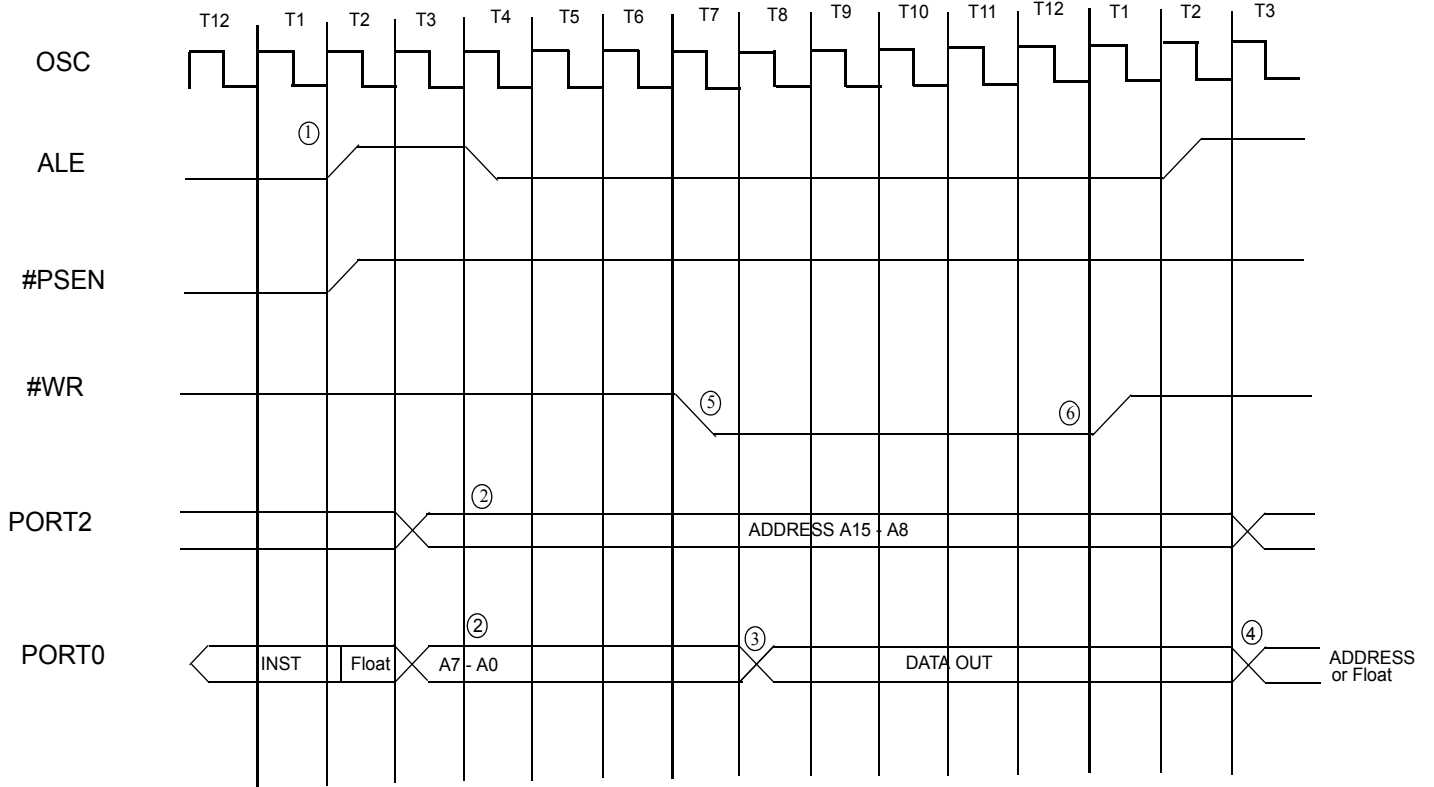 T12 T1 T2 T3 T4 T5 T6 T7 T8 T9 T10 T11 T12 T1 T2 T3
OSC
①
ALE
#PSEN
#WR
⑤
⑥
②
PORT2
ADDRESS A15 - A8
②
③
④
PORT0
INST
Float
A7 - A0
DATA OUT
ADDRESS
or Float